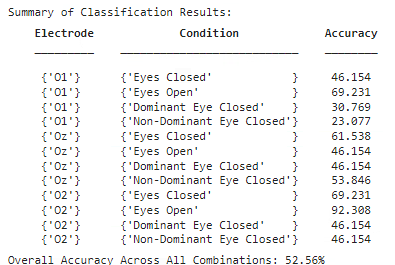 Summary of Classification Results:
Electrode Condition Accuracy
{'O1'} {'Eyes Closed' } 46.154
{'O1'} {'Eyes Open' } 69.231
{'O1'} {'Dominant Eye Closed' } 30.769
{'O1'} {'Non-Dominant Eye Closed'} 23.077
{'Oz'} {'Eyes Closed' } 61.538
{'Oz'} {'Eyes Open' } 46.154
{'Oz'} {'Dominant Eye Closed' } 46.154
{'Oz'} {'Non-Dominant Eye Closed'} 53.846
{'O2'} {'Eyes Closed' } 69.231
{'O2'} {'Eyes Open' } 92.308
{'O2'} {'Dominant Eye Closed' } 46.154
{'O2'} {'Non-Dominant Eye Closed'} 46.154
Overall Accuracy Across All Combinations: 52.56%